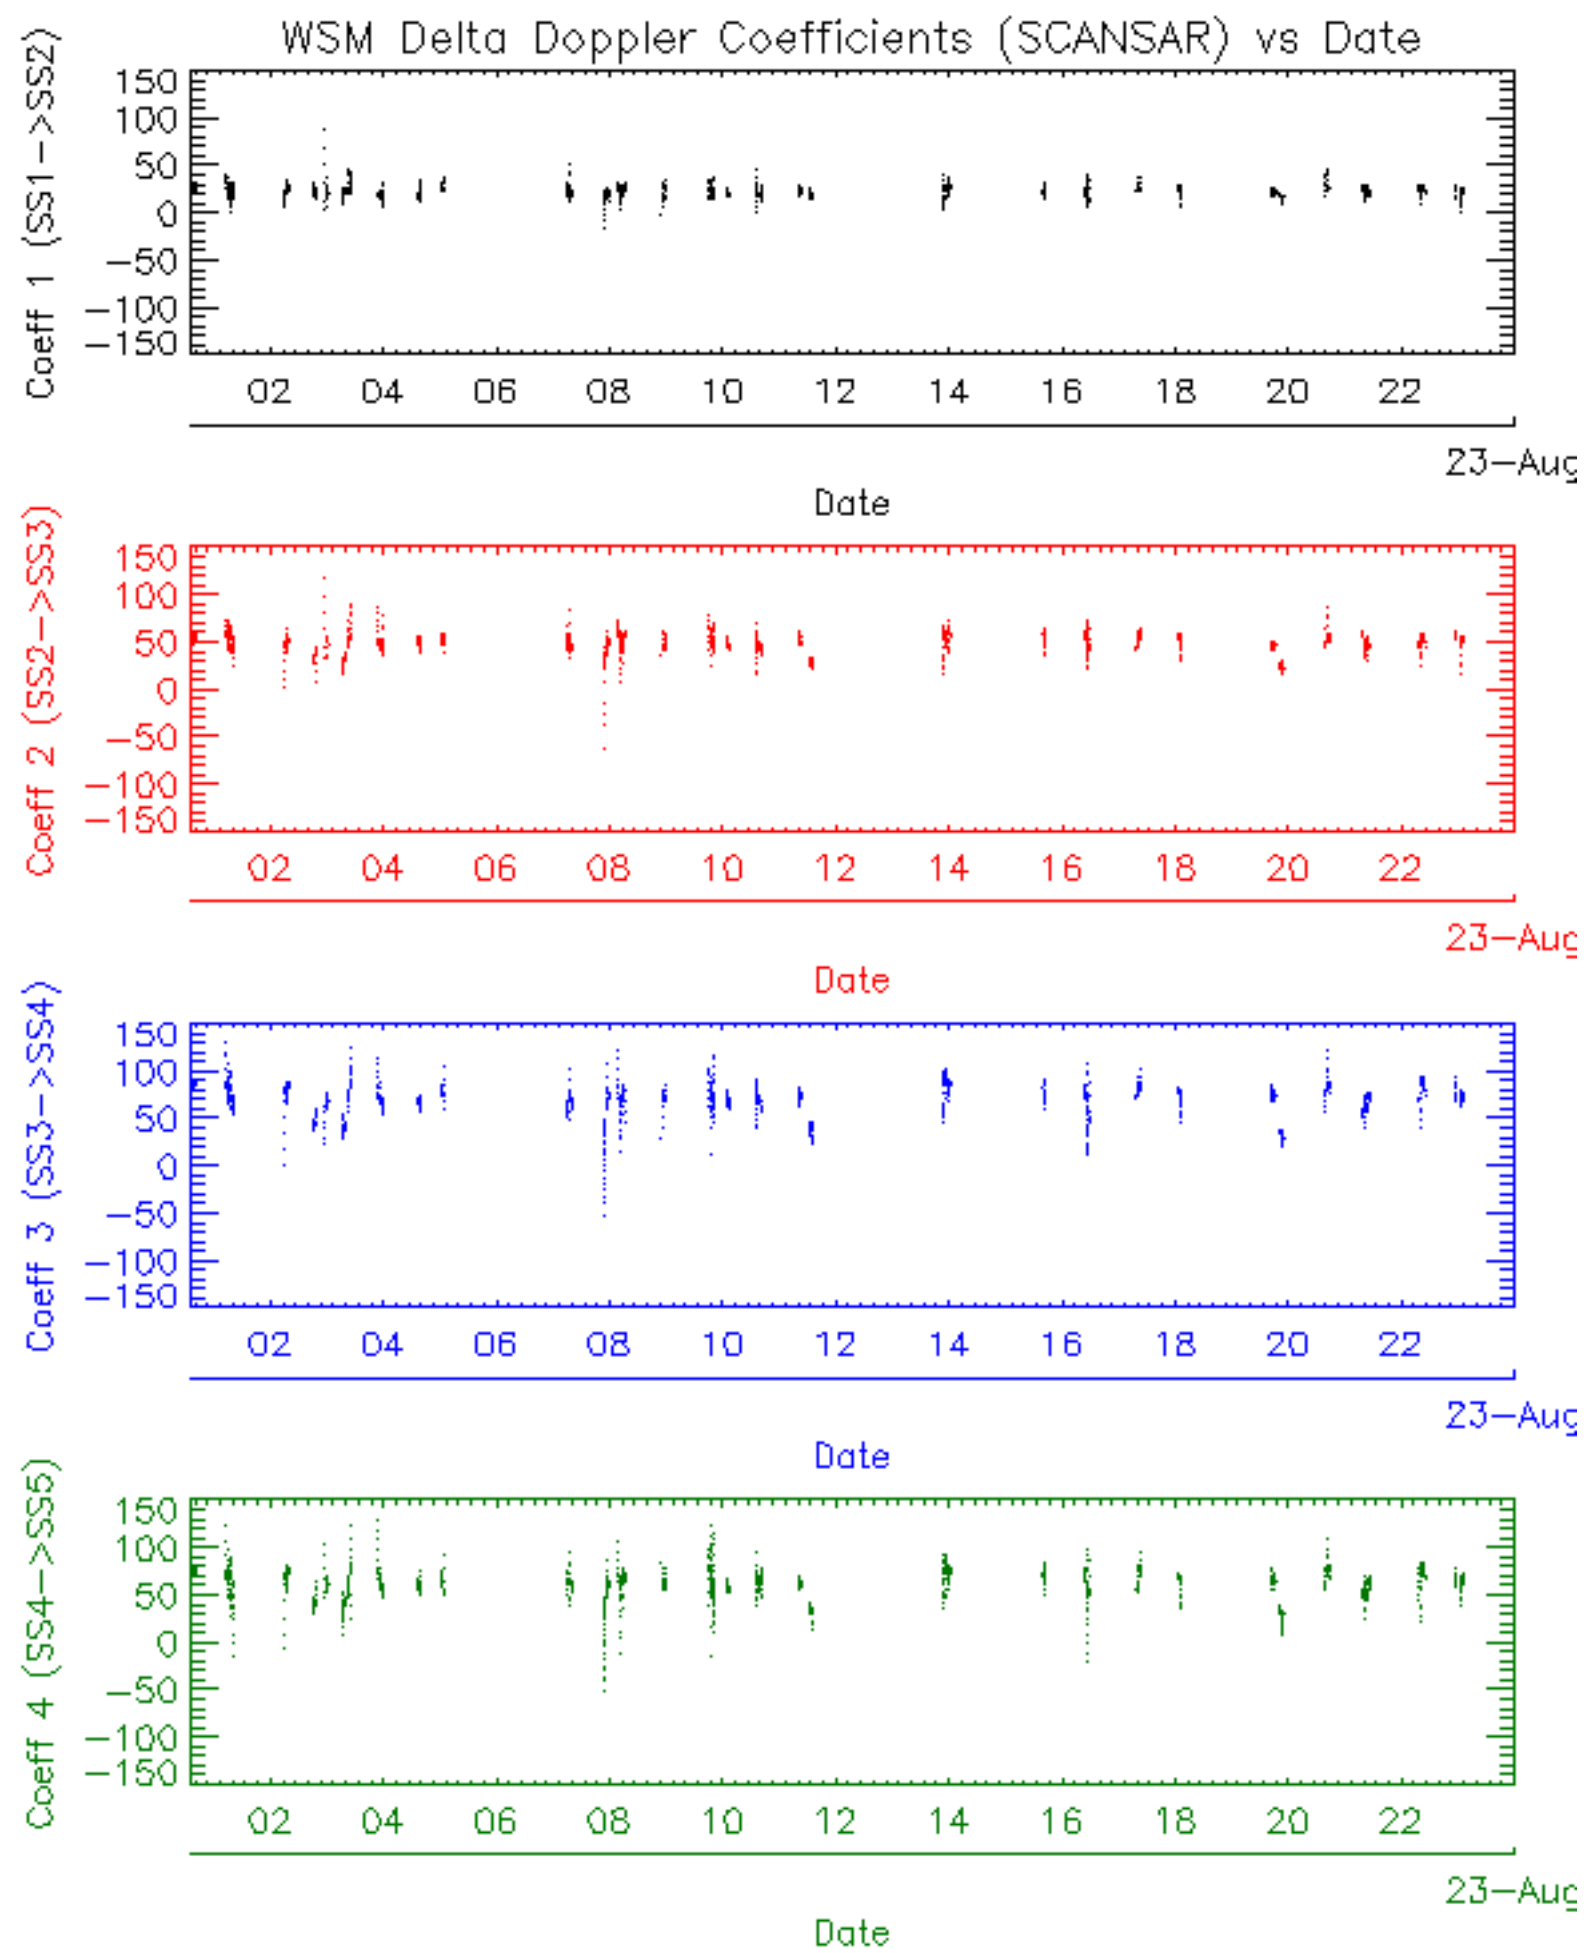 WSM Delta Doppler Coefficients (SCANSAR) vs Date
Coeff 1 (SS1->SS2)
150
100
50
0
-50
-100
-150
02 04 06 08 10 12 14 16 18 20 22
23-Aug
Date
Coeff 2 (SS2->SS3)
150
100
50
0
-50
-100
-150
02 04 06 08 10 12 14 16 18 20 22
23-Aug
Date
Coeff 3 (SS3->SS4)
150
100
50
0
-50
-100
-150
02 04 06 08 10 12 14 16 18 20 22
23-Aug
Date
Coeff 4 (SS4->SS5)
150
100
50
0
-50
-100
-150
02 04 06 08 10 12 14 16 18 20 22
23-Aug
Date